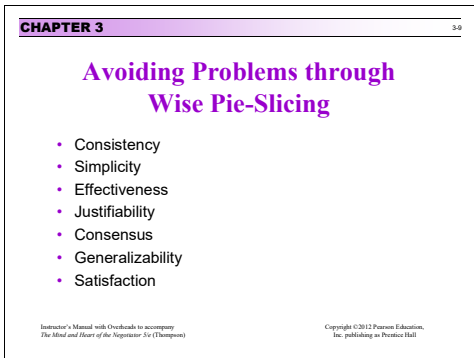 CHAPTER 3
3-9
Avoiding Problems through
Wise Pie-Slicing
• Consistency
• Simplicity
• Effectiveness
• Justifiability
• Consensus
• Generalizability
• Satisfaction
Instructor's Manual with Overheads to accompany
The Mind and Heart of the Negotiator 5/e (Thompson)
Copyright ©2012 Pearson Education,
Inc. publishing as Prentice Hall